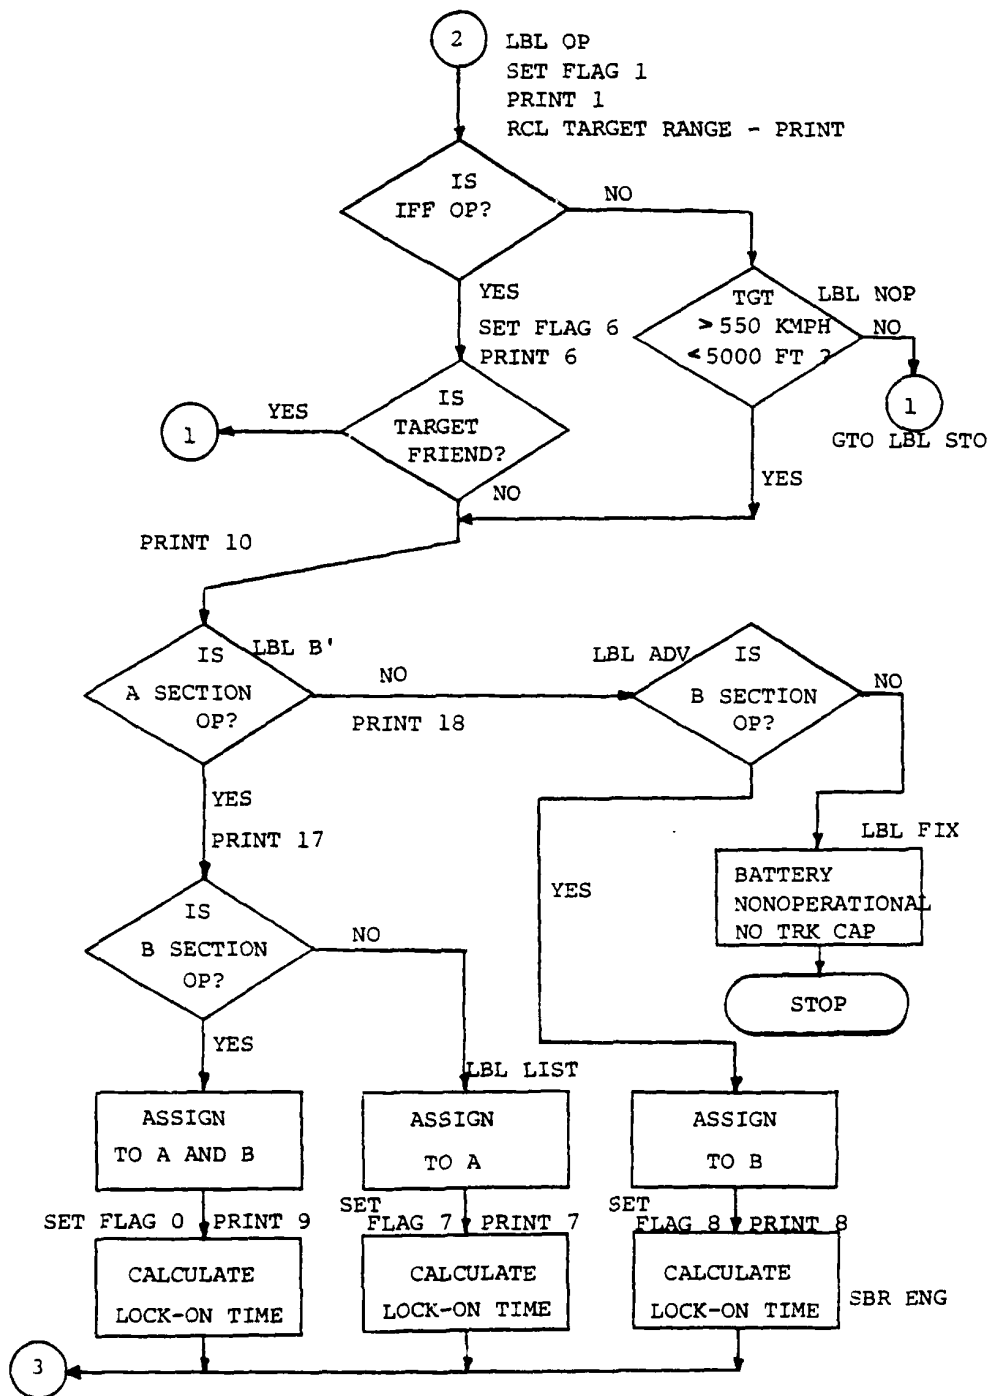 2
LBL OP
SET FLAG 1
PRINT 1
RCL TARGET RANGE - PRINT
IS
IFF OP?
NO
YES
SET FLAG 6
PRINT 6
TGT
> 550 KMPH
< 5000 FT ?
LBL NOP
NO
1
GTO LBL STO
YES
IS
TARGET
FRIEND?
YES
1
NO
PRINT 10
IS
A SECTION
OP?
LBL B'
NO
PRINT 18
LBL ADV
IS
B SECTION
OP?
NO
YES
PRINT 17
LBL FIX
BATTERY
NONOPERATIONAL
NO TRK CAP
STOP
YES
IS
B SECTION
OP?
NO
YES
LBL LIST
ASSIGN
TO A AND B
ASSIGN
TO A
ASSIGN
TO B
SET FLAG 0
PRINT 9
SET
FLAG 7
PRINT 7
SET
FLAG 8
PRINT 8
CALCULATE
LOCK-ON TIME
CALCULATE
LOCK-ON TIME
CALCULATE
LOCK-ON TIME
SBR ENG
3